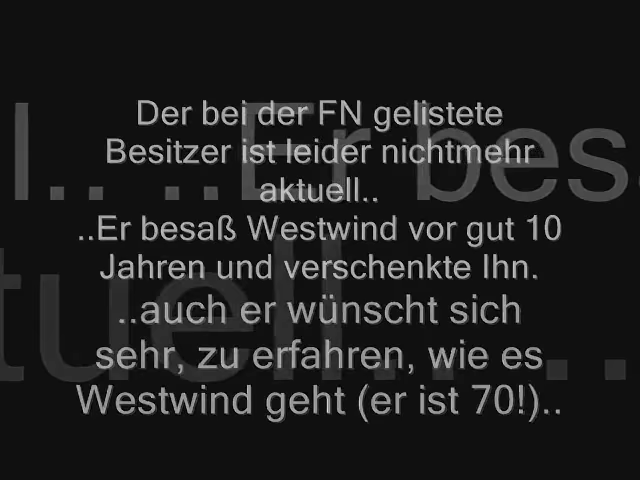 Der bei der FN gelistete
Besitzer ist leider nichtmehr
aktuell..
..Er besaß Westwind vor gut 10
Jahren und verschenkte Ihn.
..auch er wünscht sich
sehr, zu erfahren, wie es
Westwind geht (er ist 70!)..